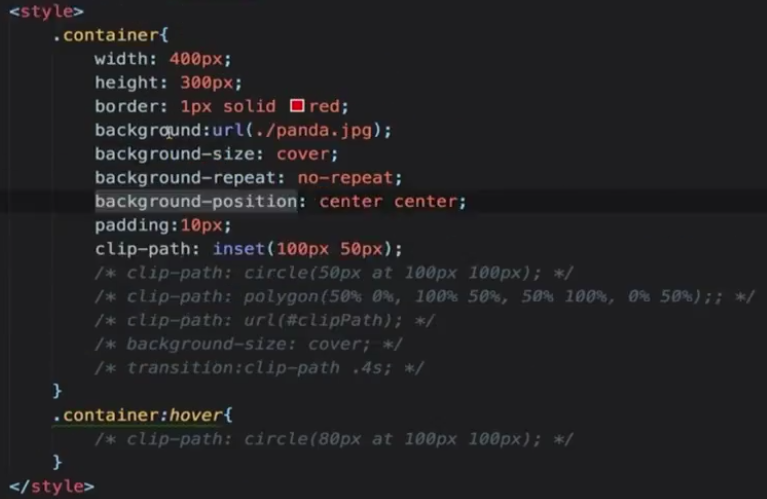 <style>
.container{
width: 400px;
height: 300px;
border: 1px solid red;
background:url(./panda.jpg);
background-size: cover;
background-repeat: no-repeat;
background-position: center center;
padding:10px;
clip-path: inset(100px 50px);
/* clip-path: circle(50px at 100px 100px); */
/* clip-path: polygon(50% 0%, 100% 50%, 50% 100%, 0% 50%);; */
/* clip-path: url(#clipPath); */
/* background-size: cover; */
/* transition:clip-path .4s; */
}
.container:hover{
/* clip-path: circle(80px at 100px 100px); */
}
</style>